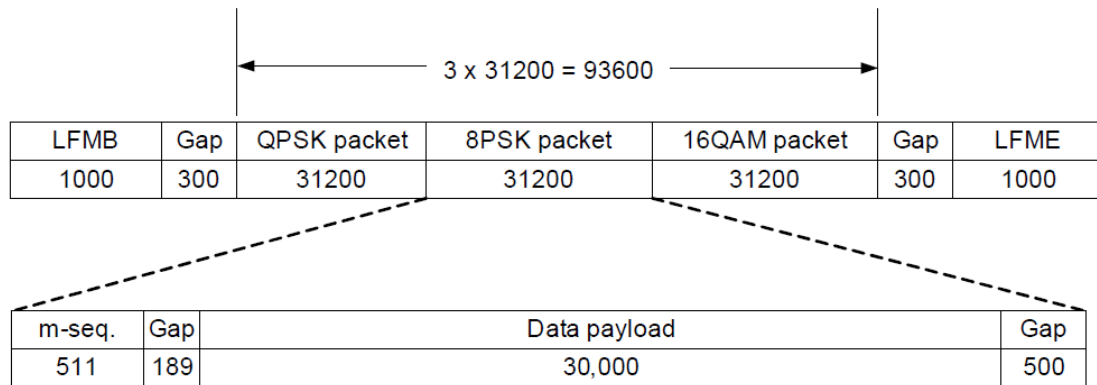 3 x 31200 = 93600
LFMB Gap QPSK packet 8PSK packet 16QAM packet Gap LFME
1000 300 31200 31200 31200 300 1000
m-seq. Gap Data payload Gap
511 189 30,000 500